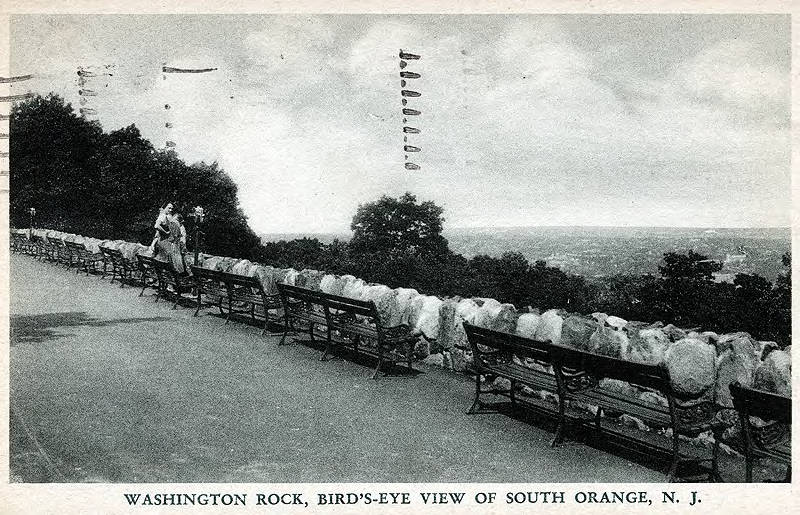 WASHINGTON ROCK, BIRD'S-EYE VIEW OF SOUTH ORANGE, N. J.